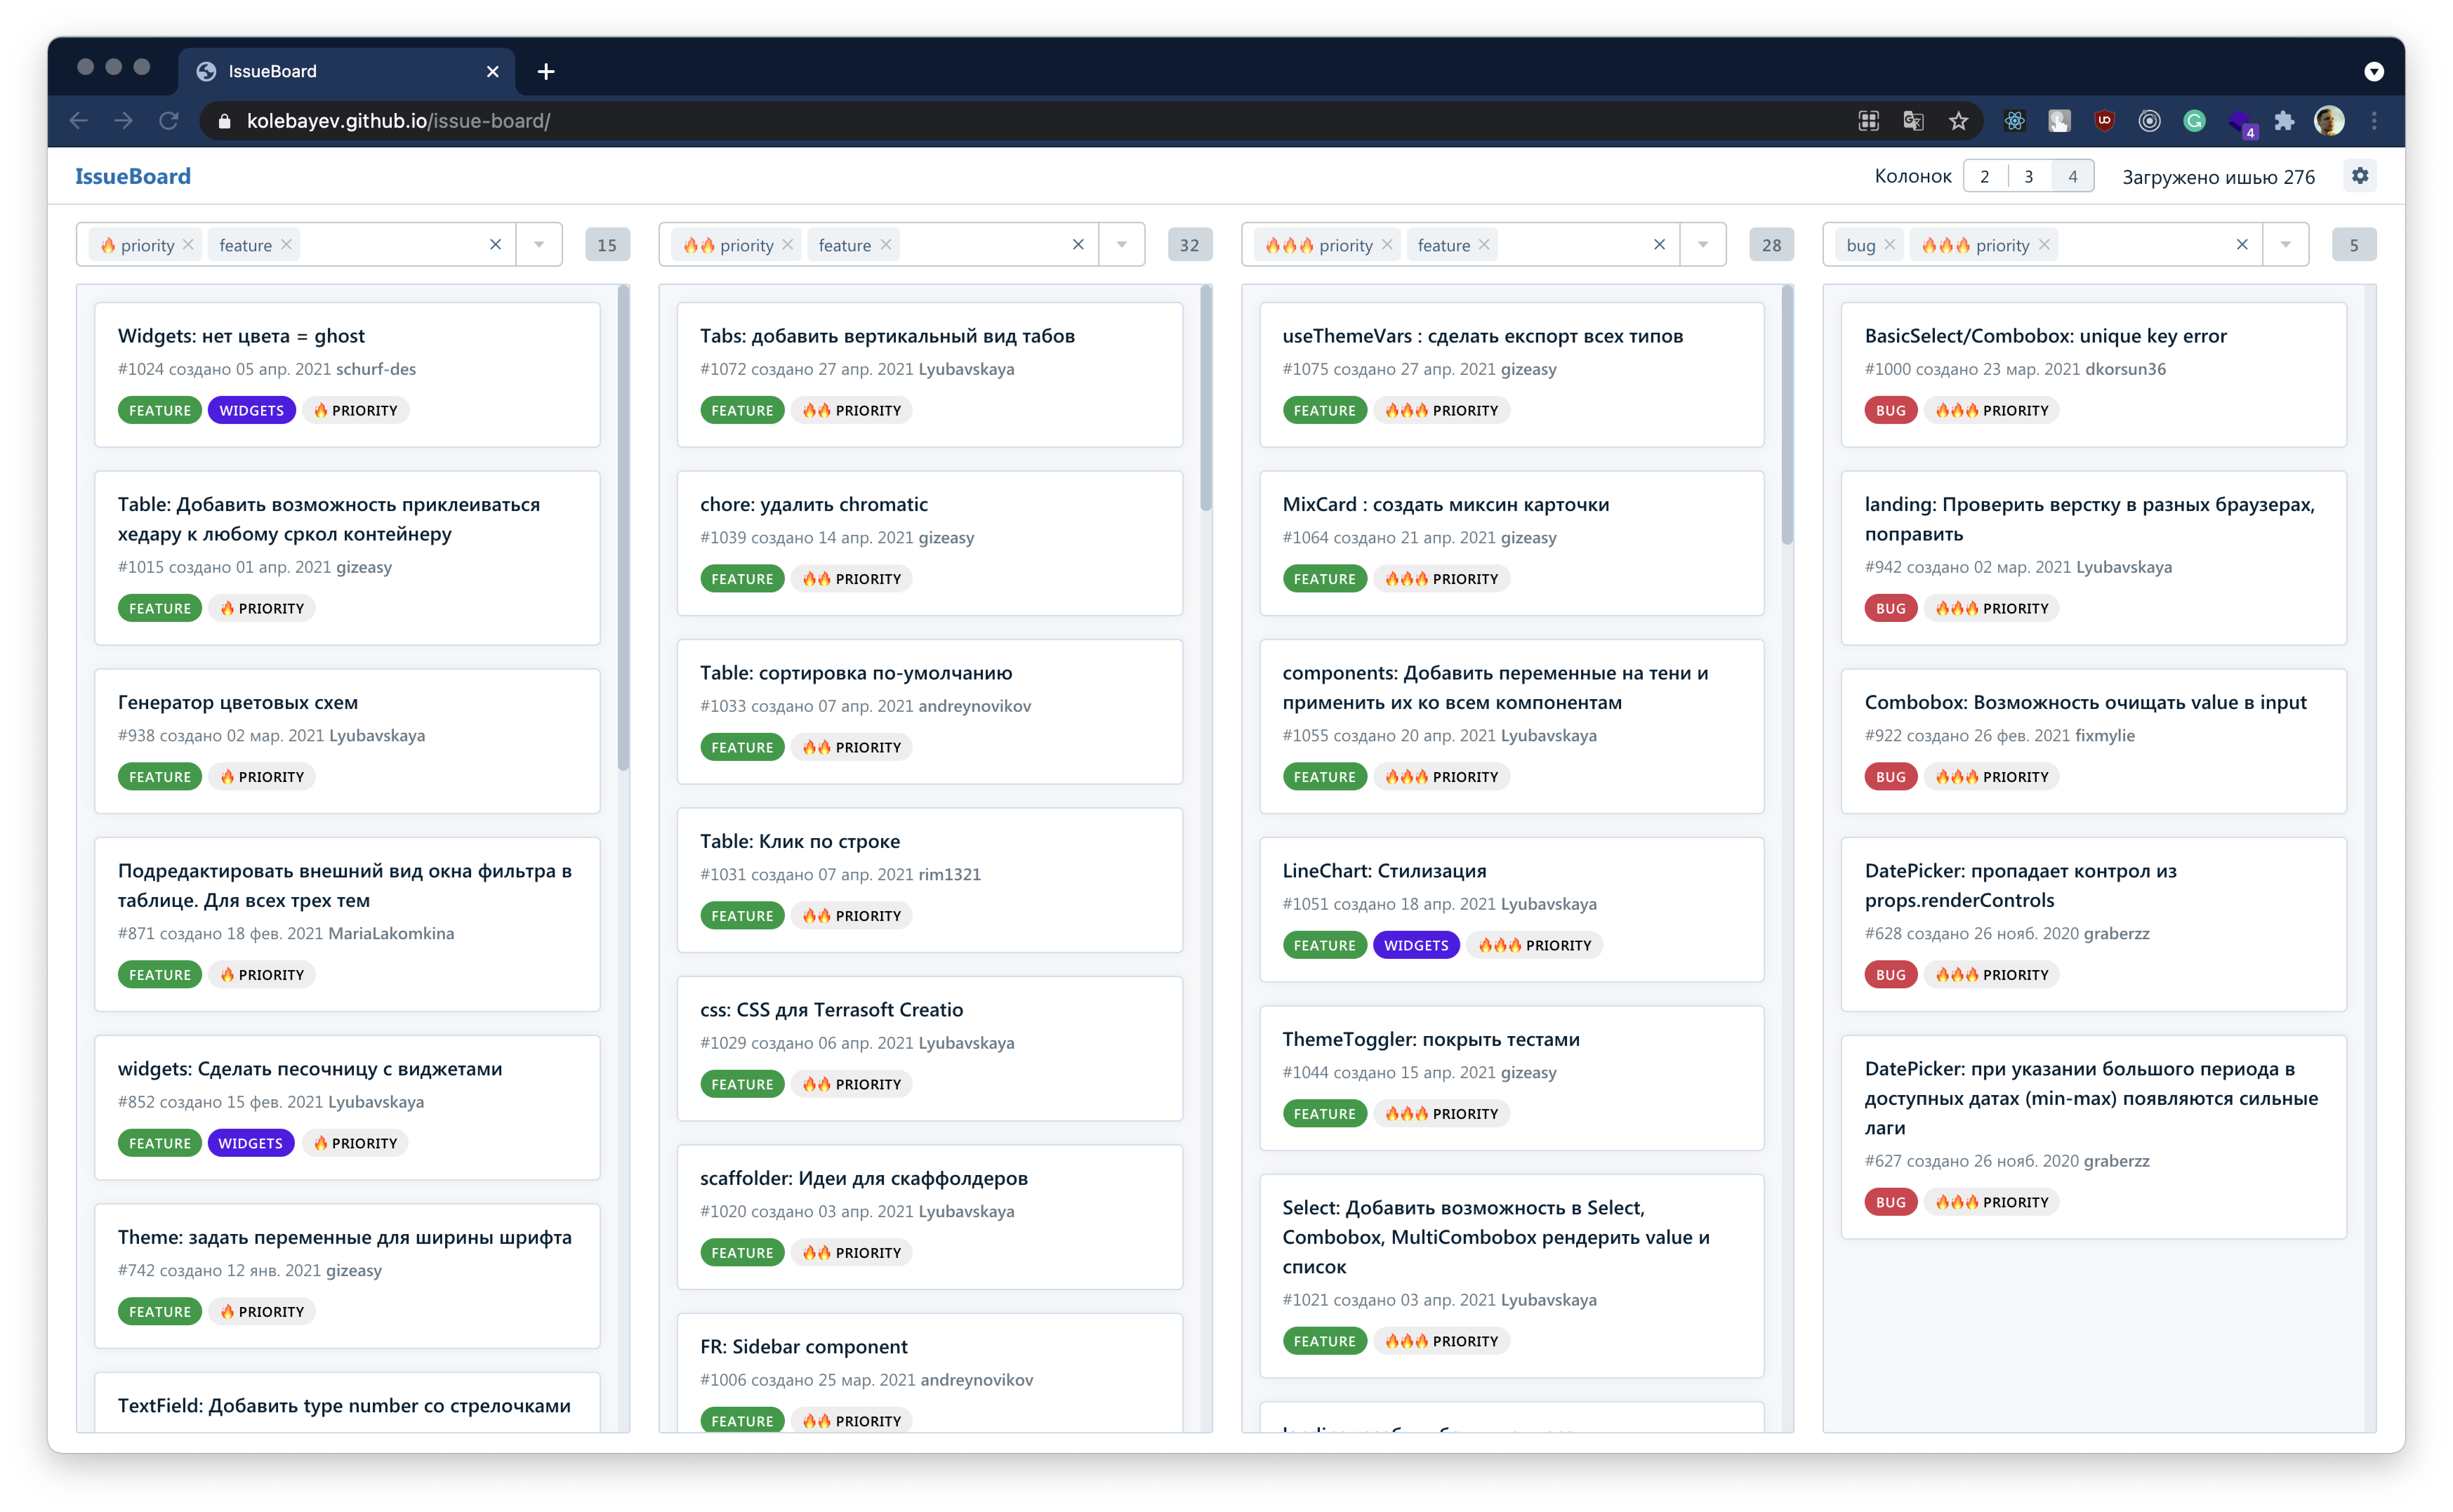 IssueBoard
kolebayev.github.io/issue-board/
4
IssueBoard
Колонок 2 3 4 Загружено ишью 276
🔥 priority feature 15
🔥🔥 priority feature 32
🔥🔥🔥 priority feature 28
bug 🔥🔥🔥 priority 5
Widgets: нет цвета = ghost
#1024 создано 05 апр. 2021 schurf-des
FEATURE WIDGETS 🔥 PRIORITY
Table: Добавить возможность приклеиваться
хедару к любому сркол контейнеру
#1015 создано 01 апр. 2021 gizeasy
FEATURE 🔥 PRIORITY
Генератор цветовых схем
#938 создано 02 мар. 2021 Lyubavskaya
FEATURE 🔥 PRIORITY
Подредактировать внешний вид окна фильтра в
таблице. Для всех трех тем
#871 создано 18 фев. 2021 MariaLakomkina
FEATURE 🔥 PRIORITY
widgets: Сделать песочницу с виджетами
#852 создано 15 фев. 2021 Lyubavskaya
FEATURE WIDGETS 🔥 PRIORITY
Theme: задать переменные для ширины шрифта
#742 создано 12 янв. 2021 gizeasy
FEATURE 🔥 PRIORITY
TextField: Добавить type number со стрелочками
Tabs: добавить вертикальный вид табов
#1072 создано 27 апр. 2021 Lyubavskaya
FEATURE 🔥🔥 PRIORITY
chore: удалить chromatic
#1039 создано 14 апр. 2021 gizeasy
FEATURE 🔥🔥 PRIORITY
Table: сортировка по-умолчанию
#1033 создано 07 апр. 2021 andreynovikov
FEATURE 🔥🔥 PRIORITY
Table: Клик по строке
#1031 создано 07 апр. 2021 rim1321
FEATURE 🔥🔥 PRIORITY
css: CSS для Terrasoft Creatio
#1029 создано 06 апр. 2021 Lyubavskaya
FEATURE 🔥🔥 PRIORITY
scaffolder: Идеи для скаффолдеров
#1020 создано 03 апр. 2021 Lyubavskaya
FEATURE 🔥🔥 PRIORITY
FR: Sidebar component
#1006 создано 25 мар. 2021 andreynovikov
FEATURE 🔥🔥 PRIORITY
useThemeVars : сделать експорт всех типов
#1075 создано 27 апр. 2021 gizeasy
FEATURE 🔥🔥🔥 PRIORITY
MixCard : создать миксин карточки
#1064 создано 21 апр. 2021 gizeasy
FEATURE 🔥🔥🔥 PRIORITY
components: Добавить переменные на тени и
применить их ко всем компонентам
#1055 создано 20 апр. 2021 Lyubavskaya
FEATURE 🔥🔥🔥 PRIORITY
LineChart: Стилизация
#1051 создано 18 апр. 2021 Lyubavskaya
FEATURE WIDGETS 🔥🔥🔥 PRIORITY
ThemeToggler: покрыть тестами
#1044 создано 15 апр. 2021 gizeasy
FEATURE 🔥🔥🔥 PRIORITY
Select: Добавить возможность в Select,
Combobox, MultiCombobox рендерить value и
список
#1021 создано 03 апр. 2021 Lyubavskaya
FEATURE 🔥🔥🔥 PRIORITY
BasicSelect/Combobox: unique key error
#1000 создано 23 мар. 2021 dkorsun36
BUG 🔥🔥🔥 PRIORITY
landing: Проверить верстку в разных браузерах,
поправить
#942 создано 02 мар. 2021 Lyubavskaya
BUG 🔥🔥🔥 PRIORITY
Combobox: Возможность очищать value в input
#922 создано 26 фев. 2021 fixmylie
BUG 🔥🔥🔥 PRIORITY
DatePicker: пропадает контрол из
props.renderControls
#628 создано 26 нояб. 2020 graberzz
BUG 🔥🔥🔥 PRIORITY
DatePicker: при указании большого периода в
доступных датах (min-max) появляются сильные
лаги
#627 создано 26 нояб. 2020 graberzz
BUG 🔥🔥🔥 PRIORITY